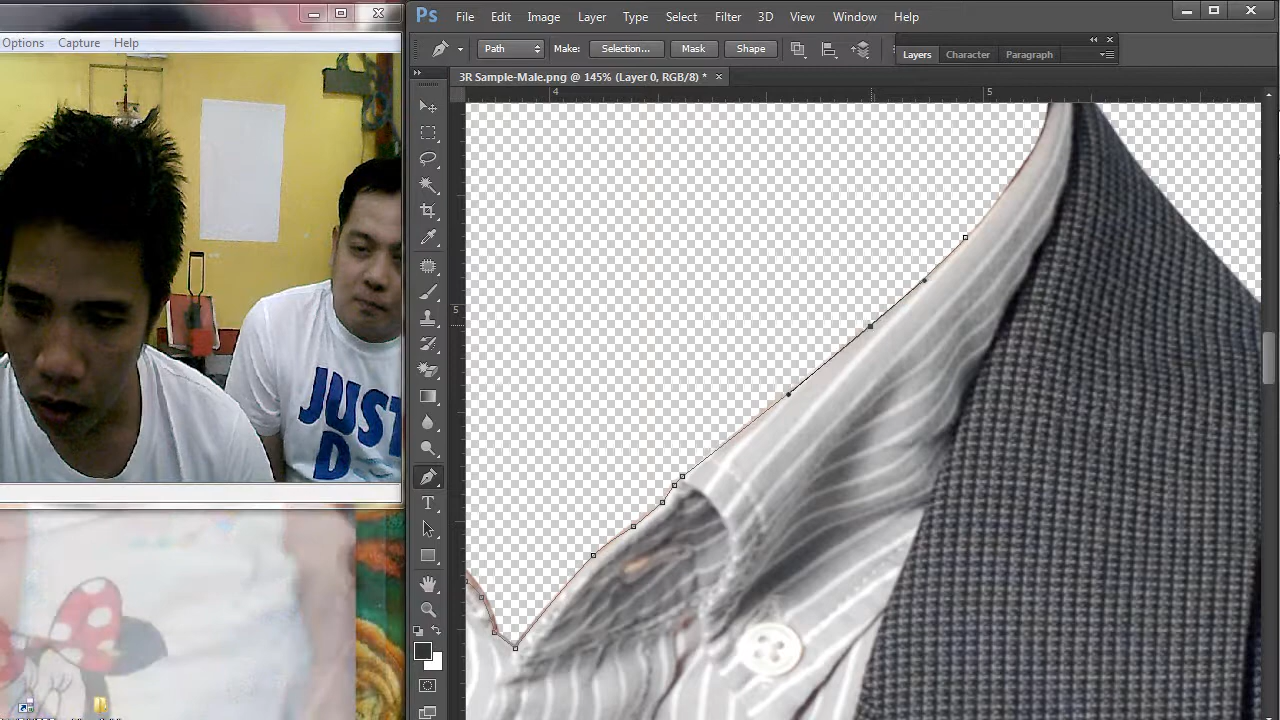 Options Capture Help
Ps File Edit Image Layer Type Select Filter 3D View Window Help
Path Make: Selection... Mask Shape
Layers Character Paragraph
3R Sample-Male.png @ 145% (Layer 0, RGB/8) *
4 5
5
JUST
D
T